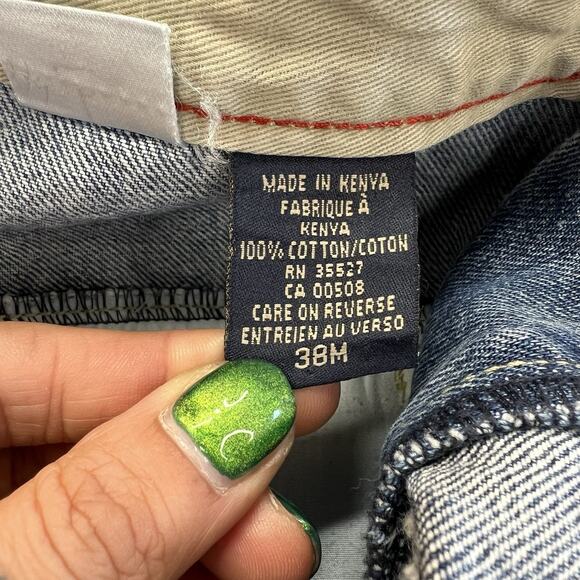 MADE IN KENYA
FABRIQUE À
KENYA
100% COTTON/COTON
RN 35527
CA 00508
CARE ON REVERSE
ENTREIEN AU VERSO
38M